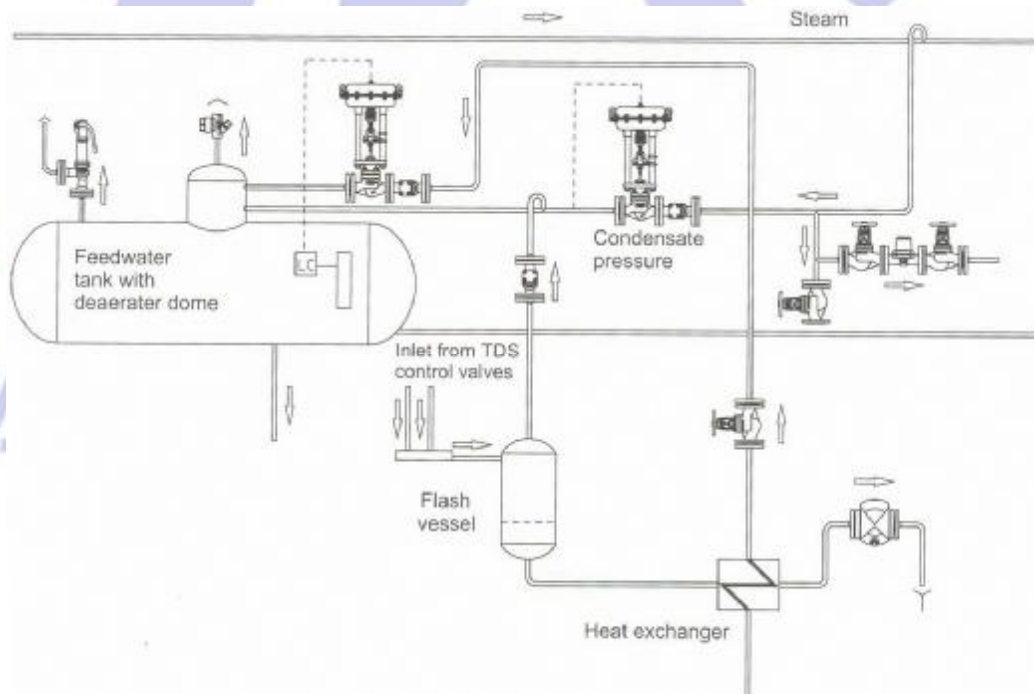 Steam
Feedwater
tank with
deaerater dome
LC
Condensate
pressure
Inlet from TDS
control valves
Flash
vessel
Heat exchanger